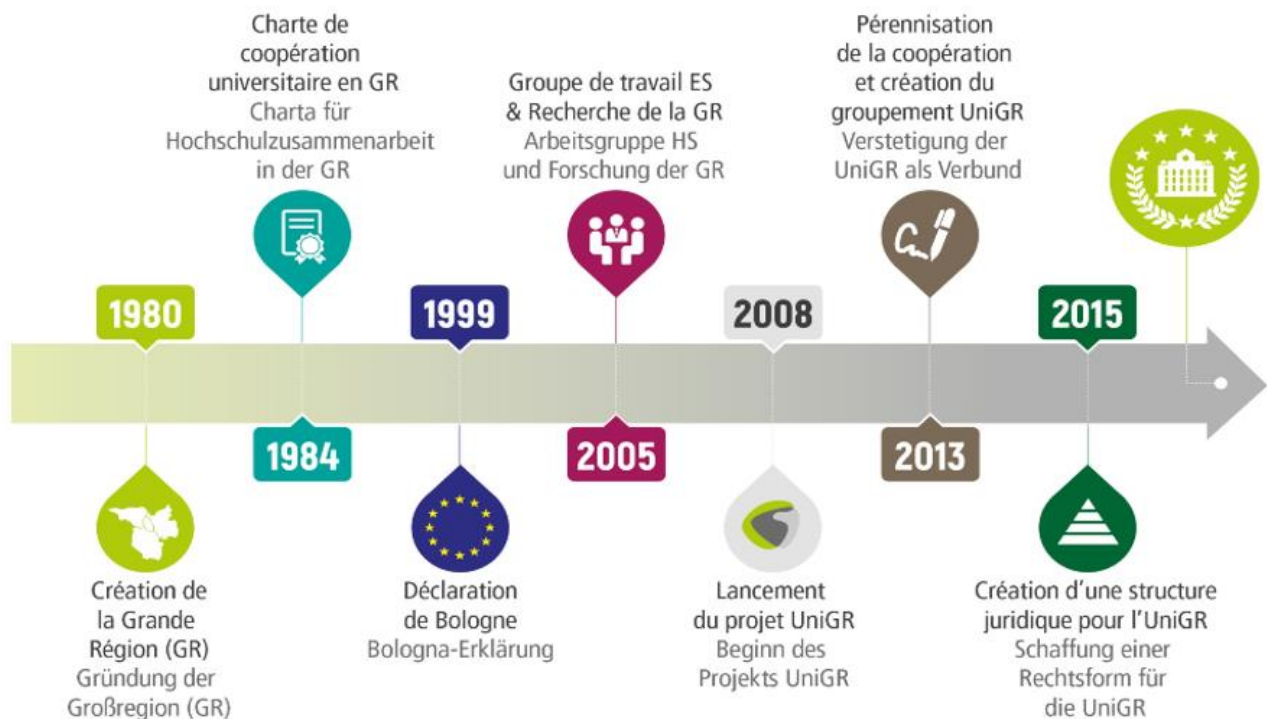 Charte de
coopération
universitaire en GR
Charta für
Hochschulzusammenarbeit
in der GR
Groupe de travail ES
& Recherche de la GR
Arbeitsgruppe HS
und Forschung der GR
Pérennisation
de la coopération
et création du
groupement UniGR
Verstetigung der
UniGR als Verbund
1980
1999
2008
2015
1984
2005
2013
Création de
la Grande
Région (GR)
Gründung der
Großregion (GR)
Déclaration
de Bologne
Bologna-Erklärung
Lancement
du projet UniGR
Beginn des
Projekts UniGR
Création d'une structure
juridique pour l'UniGR
Schaffung einer
Rechtsform für
die UniGR